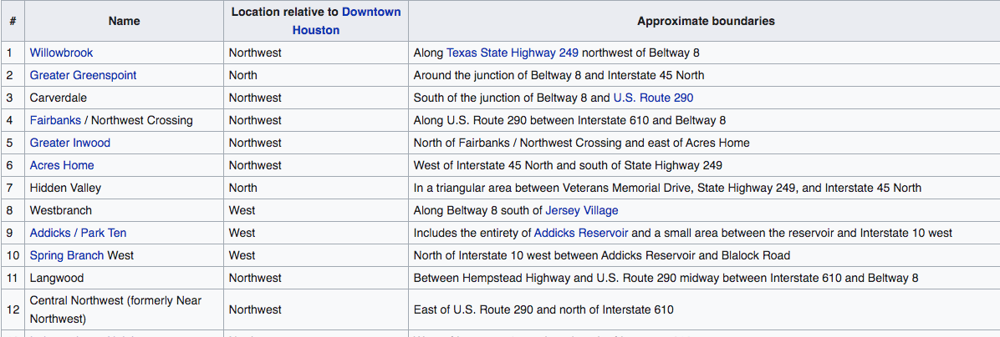 # Name Location relative to Downtown Houston Approximate boundaries
1 Willowbrook Northwest Along Texas State Highway 249 northwest of Beltway 8
2 Greater Greenspoint North Around the junction of Beltway 8 and Interstate 45 North
3 Carverdale Northwest South of the junction of Beltway 8 and U.S. Route 290
4 Fairbanks / Northwest Crossing Northwest Along U.S. Route 290 between Interstate 610 and Beltway 8
5 Greater Inwood Northwest North of Fairbanks / Northwest Crossing and east of Acres Home
6 Acres Home Northwest West of Interstate 45 North and south of State Highway 249
7 Hidden Valley North In a triangular area between Veterans Memorial Drive, State Highway 249, and Interstate 45 North
8 Westbranch West Along Beltway 8 south of Jersey Village
9 Addicks / Park Ten West Includes the entirety of Addicks Reservoir and a small area between the reservoir and Interstate 10 west
10 Spring Branch West West North of Interstate 10 west between Addicks Reservoir and Blalock Road
11 Langwood Northwest Between Hempstead Highway and U.S. Route 290 midway between Interstate 610 and Beltway 8
12 Central Northwest (formerly Near Northwest) Northwest East of U.S. Route 290 and north of Interstate 610